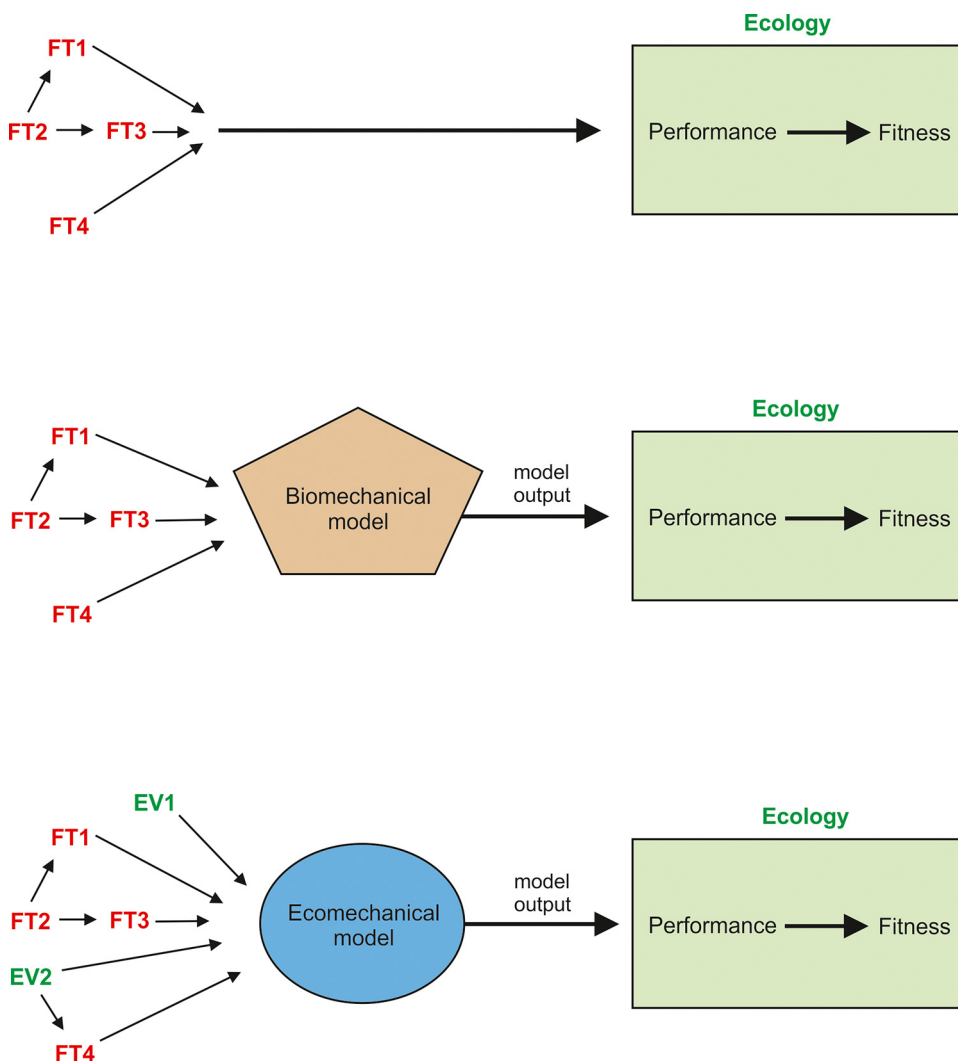 Ecology
FT1
FT2
FT3
FT4
Performance
Fitness
Ecology
FT1
FT2
FT3
FT4
Biomechanical
model
model
output
Performance
Fitness
Ecology
EV1
FT1
FT2
FT3
EV2
FT4
Ecomechanical
model
model
output
Performance
Fitness